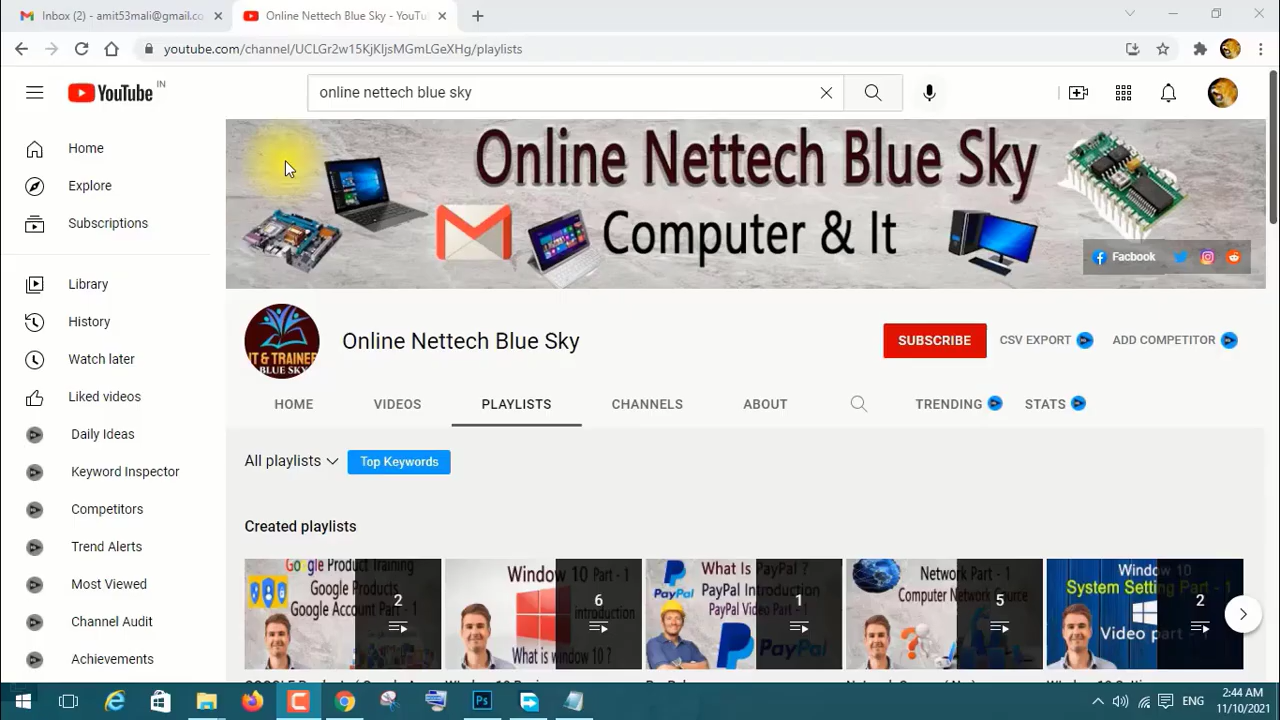 Inbox (2) - amit53mali@gmail.co
Online Nettech Blue Sky - YouTu
youtube.com/channel/UCLGr2w15KjKIjsMGmLGeXHg/playlists
YouTube IN
online nettech blue sky
Home
Explore
Subscriptions
Library
History
Watch later
Liked videos
Daily Ideas
Keyword Inspector
Competitors
Trend Alerts
Most Viewed
Channel Audit
Achievements
Online Nettech Blue Sky
Computer & It
Facbook
IT & TRAINER
BLUE SKY
Online Nettech Blue Sky
SUBSCRIBE
CSV EXPORT
ADD COMPETITOR
HOME
VIDEOS
PLAYLISTS
CHANNELS
ABOUT
TRENDING
STATS
All playlists
Top Keywords
Created playlists
Google Product Training
Google Products
Google Account Part - 1
2
Window 10 Part - 1
introduction
What is window 10 ?
6
What Is PayPal ?
PayPal Introduction
PayPal Video Part - 1
1
Network Part - 1
Computer Network Source
5
Window 10
System Setting Part - 1
Video part
2
ENG
2:44 AM
11/10/2021